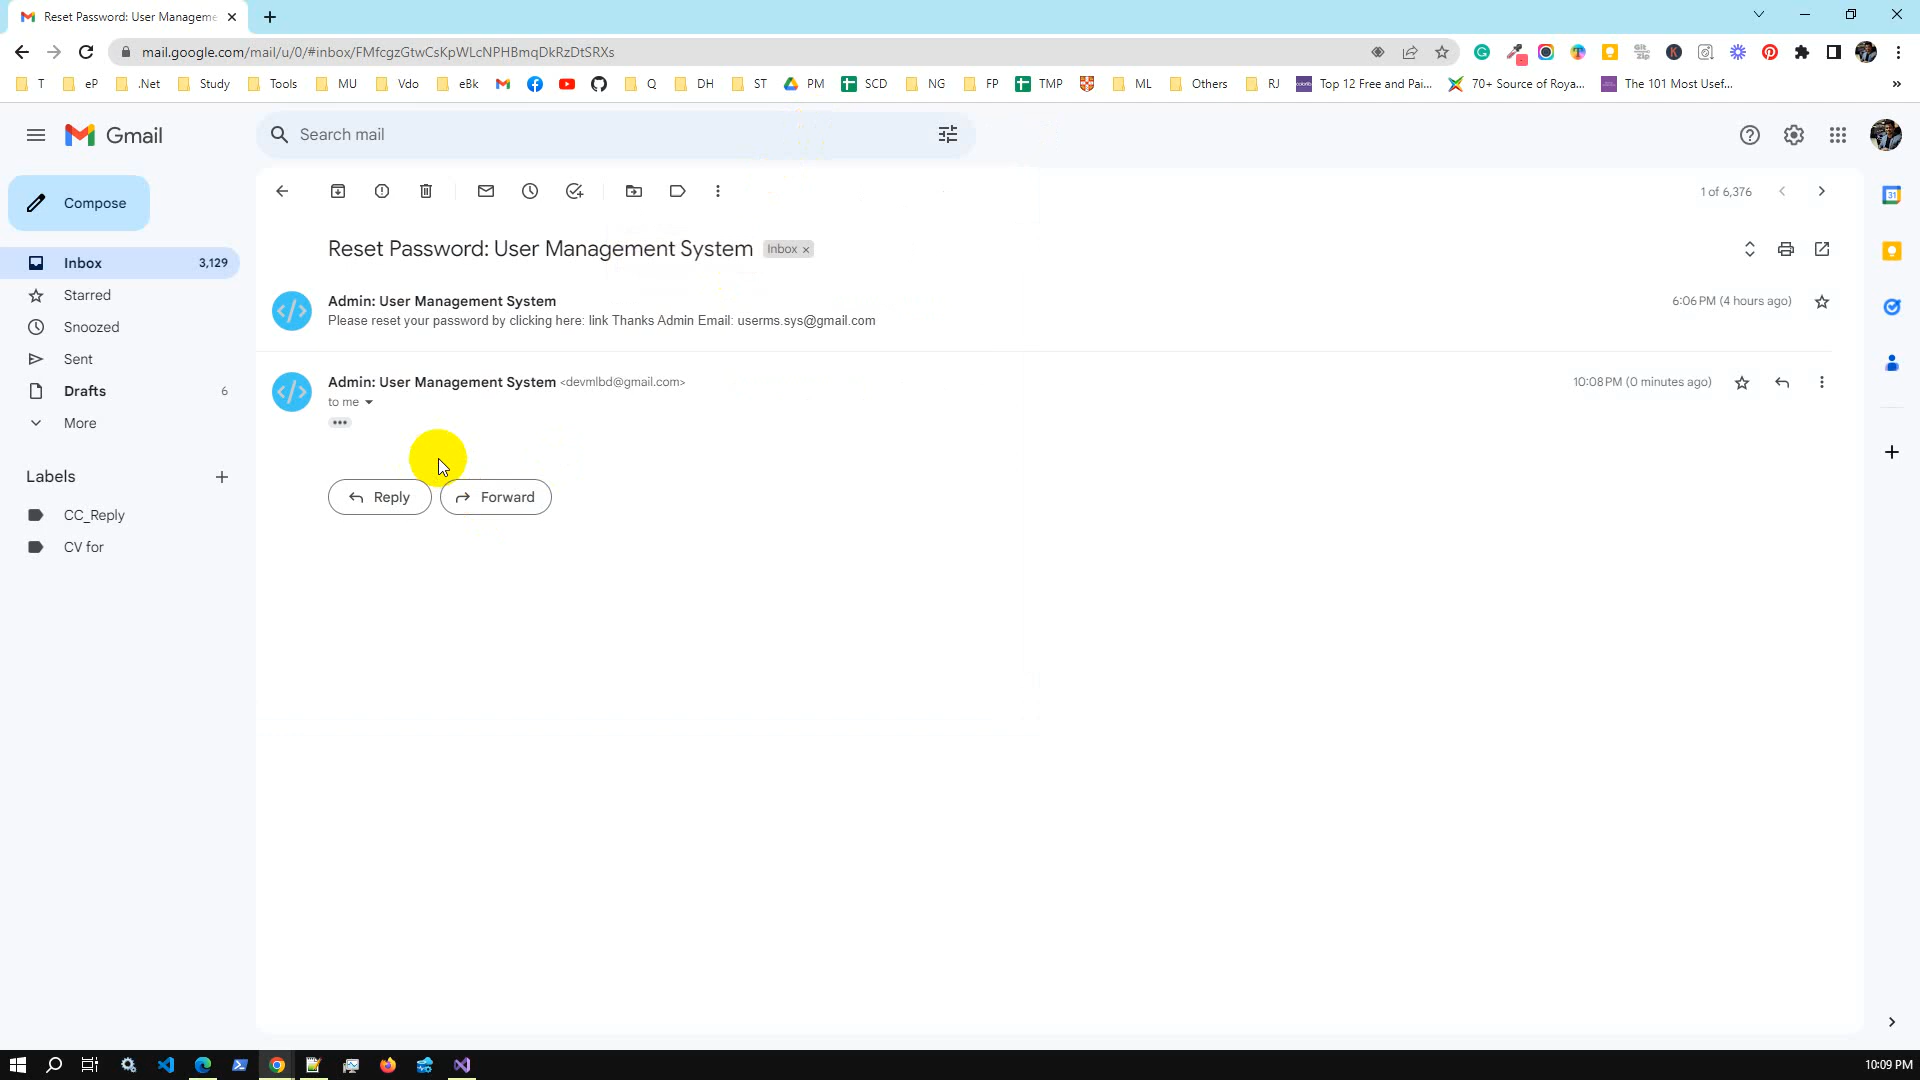 Reset Password: User Manageme
mail.google.com/mail/u/0/#inbox/FMfcgzGtwCsKpWLcNPHBmqDkRzDtSRXs
T eP .Net Study Tools MU Vdo eBk Q DH ST PM SCD NG FP TMP ML Others RJ Top 12 Free and Pai... 70+ Source of Roya... The 101 Most Usef... »
Gmail
Search mail
Compose
1 of 6,376
Reset Password: User Management System Inbox ×
Inbox 3,129
Starred
Snoozed
Sent
Drafts 6
More
Labels
CC_Reply
CV for
Admin: User Management System 6:06 PM (4 hours ago)
Please reset your password by clicking here: link Thanks Admin Email: userms.sys@gmail.com
Admin: User Management System <devmlbd@gmail.com> 10:08 PM (0 minutes ago)
to me
Reply Forward
10:09 PM